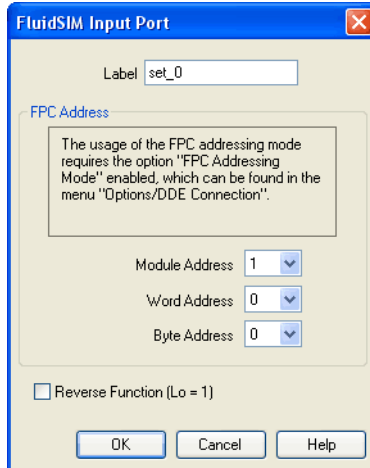 FluidSIM Input Port
Label set_0
FPC Address
The usage of the FPC addressing mode
requires the option "FPC Addressing
Mode" enabled, which can be found in the
menu "Options/DDE Connection".
Module Address 1
Word Address 0
Byte Address 0
Reverse Function (Lo = 1)
OK Cancel Help